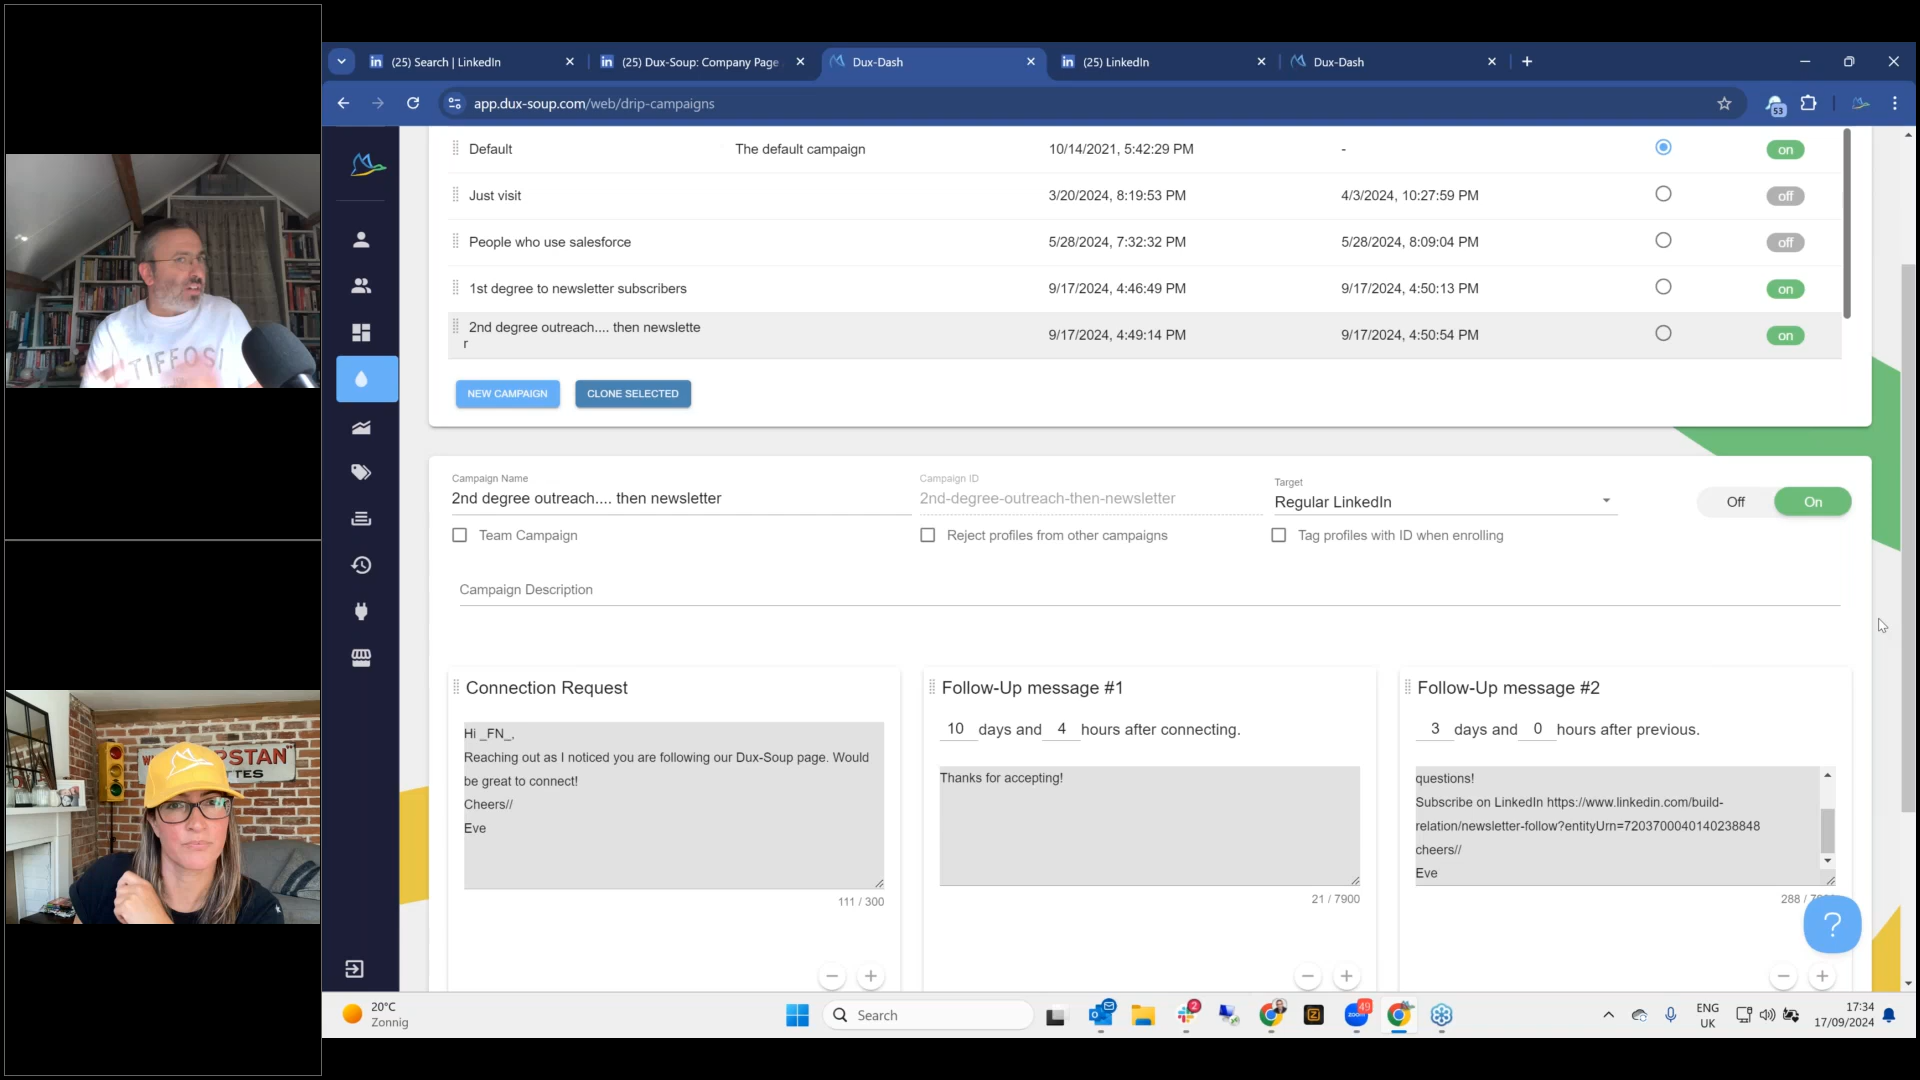 (25) Search | LinkedIn
(25) Dux-Soup: Company Page
Dux-Dash
(25) LinkedIn
Dux-Dash
app.dux-soup.com/web/drip-campaigns
53
Default The default campaign 10/14/2021, 5:42:29 PM - on
Just visit 3/20/2024, 8:19:53 PM 4/3/2024, 10:27:59 PM off
People who use salesforce 5/28/2024, 7:32:32 PM 5/28/2024, 8:09:04 PM off
1st degree to newsletter subscribers 9/17/2024, 4:46:49 PM 9/17/2024, 4:50:13 PM on
2nd degree outreach.... then newslette
r
9/17/2024, 4:49:14 PM 9/17/2024, 4:50:54 PM on
NEW CAMPAIGN CLONE SELECTED
Campaign Name
2nd degree outreach.... then newsletter
Campaign ID
2nd-degree-outreach-then-newsletter
Target
Regular LinkedIn
Off On
Team Campaign
Reject profiles from other campaigns
Tag profiles with ID when enrolling
Campaign Description
Connection Request
Hi _FN_,
Reaching out as I noticed you are following our Dux-Soup page. Would
be great to connect!
Cheers//
Eve
111 / 300
Follow-Up message #1
10 days and 4 hours after connecting.
Thanks for accepting!
21 / 7900
Follow-Up message #2
3 days and 0 hours after previous.
questions!
Subscribe on LinkedIn https://www.linkedin.com/build-
relation/newsletter-follow?entityUrn=7203700040140238848
cheers//
Eve
288 /
?
20°C
Zonnig
Search
2
zoom
49
ENG
UK
17:34
17/09/2024
TIFFOSI
STAN"
TES